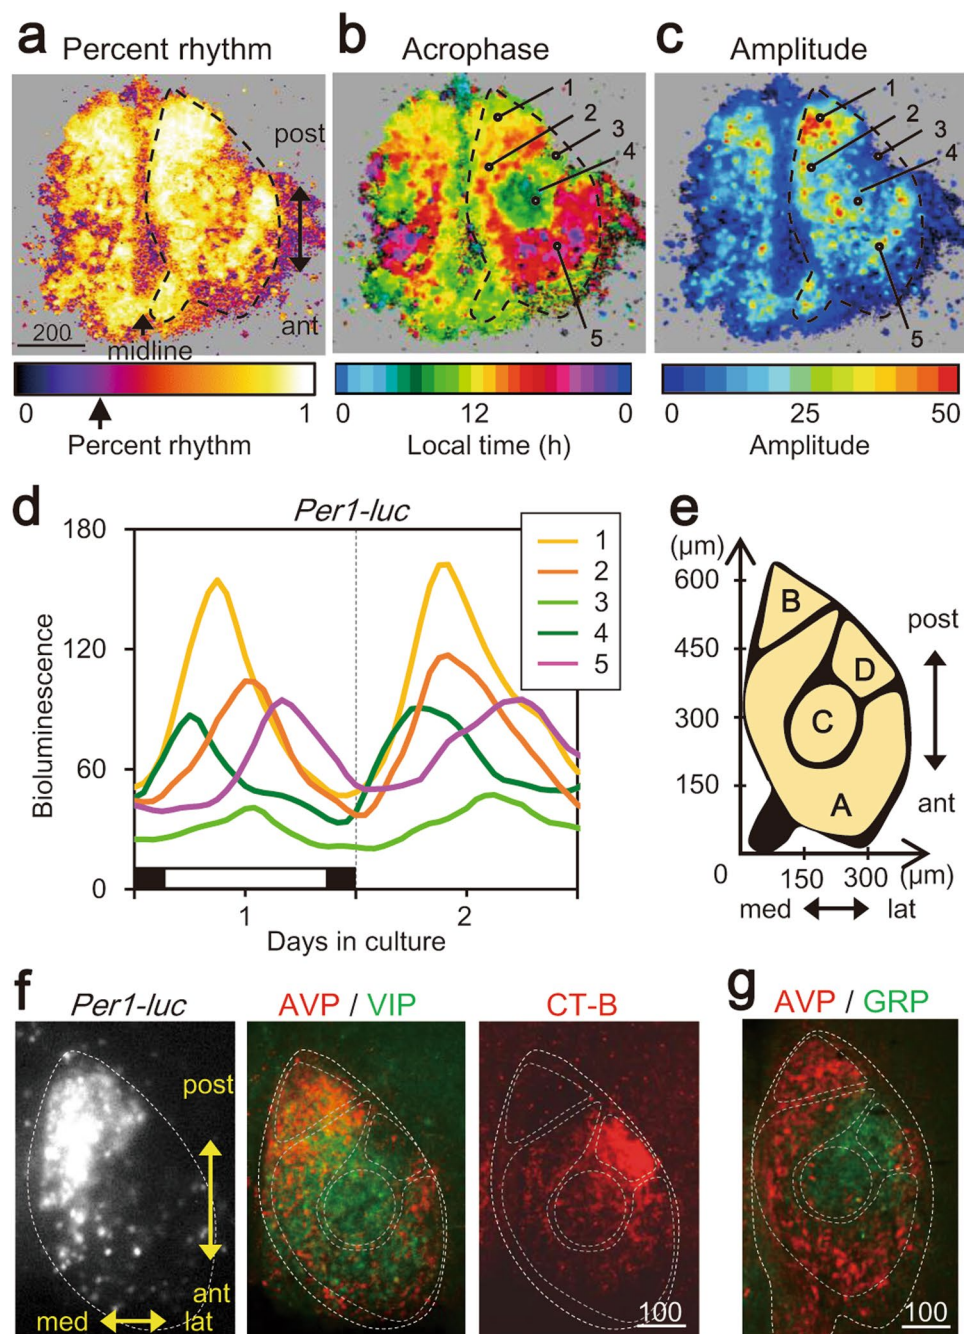 a
Percent rhythm
b
Acrophase
c
Amplitude
post
ant
200
midline
1
2
3
4
5
1
2
3
4
5
0
1
Percent rhythm
0
12
0
Local time (h)
0
25
50
Amplitude
d
Per1-luc
180
120
60
0
Bioluminescence
1
2
3
4
5
1
2
Days in culture
e
(μm)
600
450
300
150
0
150
300
(μm)
B
D
C
A
post
ant
med
lat
f
Per1-luc
AVP / VIP
CT-B
g
AVP / GRP
post
ant
med
lat
100
100